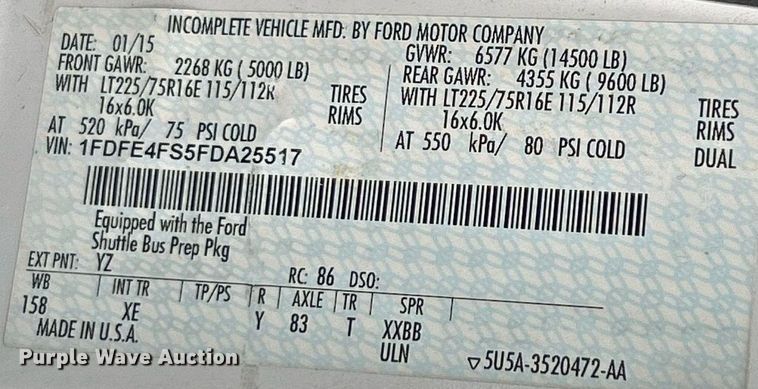 INCOMPLETE VEHICLE MFD. BY FORD MOTOR COMPANY
DATE: 01/15 GVWR: 6577 KG (14500 LB)
FRONT GAWR: 2268 KG ( 5000 LB) REAR GAWR: 4355 KG ( 9600 LB)
WITH LT225/75R16E 115/112R TIRES WITH LT225/75R16E 115/112R TIRES
16x6.0K RIMS 16x6.0K RIMS
AT 520 kPa/ 75 PSI COLD AT 550 kPa/ 80 PSI COLD DUAL
VIN: 1FDFE4FS5FDA25517
Equipped with the Ford
Shuttle Bus Prep Pkg
EXT PNT: YZ RC: 86 DSO:
WB INT TR TP/PS R AXLE TR SPR
158 XE Y 83 T XXBB
MADE IN U.S.A. ULN ▽5U5A-3520472-AA
Purple Wave Auction